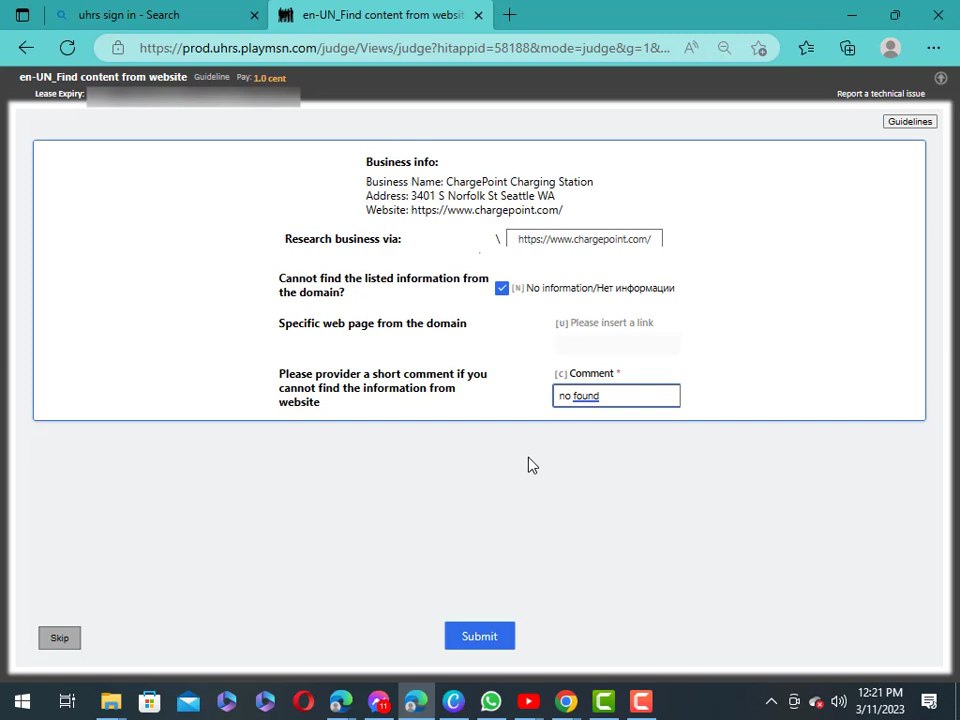 uhrs sign in - Search
en-UN_Find content from websit
https://prod.uhrs.playmsn.com/judge/Views/judge?hitappid=58188&mode=judge&g=1&...
en-UN_Find content from website Guideline Pay: 1.0 cent
Lease Expiry:
Report a technical issue
Guidelines
Business info:
Business Name: ChargePoint Charging Station
Address: 3401 S Norfolk St Seattle WA
Website: https://www.chargepoint.com/
Research business via: \ https://www.chargepoint.com/
Cannot find the listed information from
the domain?
[N] No information/Нет информации
Specific web page from the domain
[U] Please insert a link
Please provider a short comment if you
cannot find the information from
website
[C] Comment *
no found
Skip
Submit
11
12:21 PM
3/11/2023